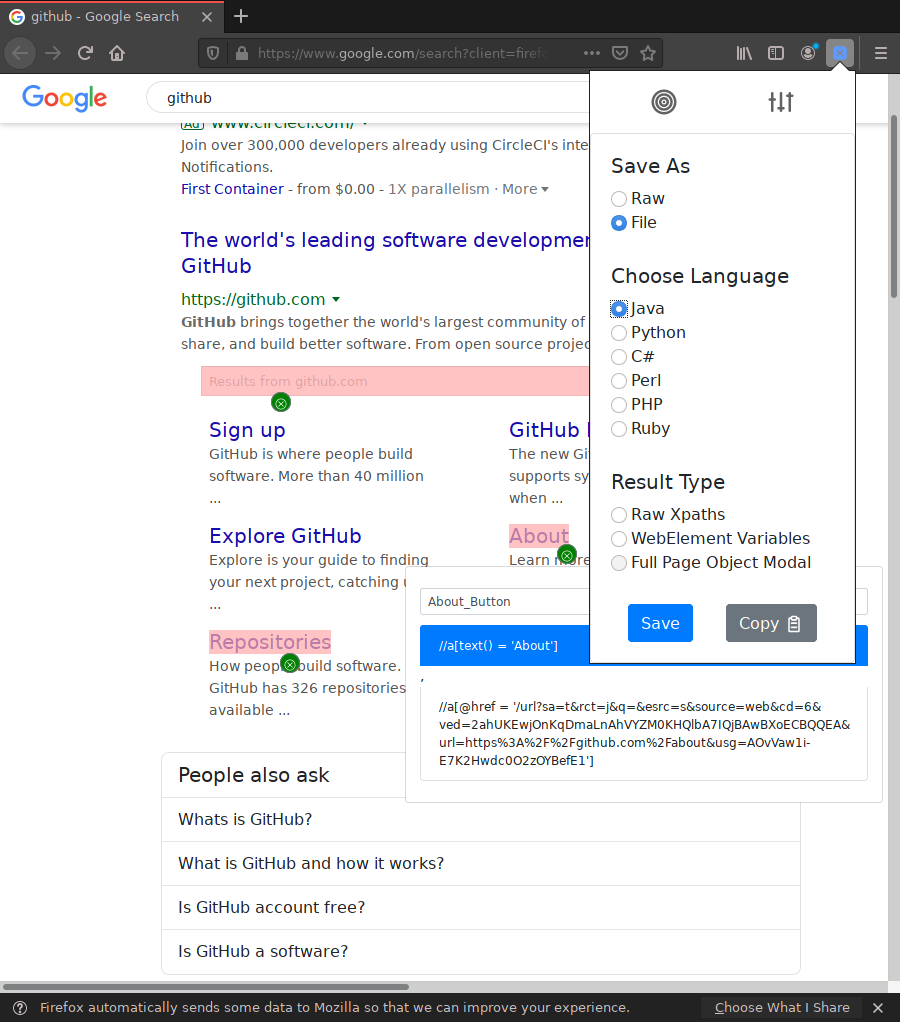 github - Google Search
https://www.google.com/search?client=firef
Google
github
Ad www.circleci.com/
Join over 300,000 developers already using CircleCI's inte
Notifications.
First Container - from $0.00 - 1X parallelism · More
The world's leading software developmen
GitHub
https://github.com
GitHub brings together the world's largest community of
share, and build better software. From open source projec
Results from github.com
Sign up
GitHub is where people build
software. More than 40 million
...
GitHub
The new Gi
supports sy
when ...
Explore GitHub
Explore is your guide to finding
your next project, catching
...
About
Learn more
Repositories
How people build software.
GitHub has 326 repositories
available ...
About_Button
//a[text() = 'About']
,
//a[@href = '/url?sa=t&rct=j&q=&esrc=s&source=web&cd=6&
ved=2ahUKEwjOnKqDmaLnAhVYZM0KHQlbA7IQjBAwBXoECBQQEA&
url=https%3A%2F%2Fgithub.com%2Fabout&usg=AOvVaw1i-
E7K2Hwdc0O2zOYBefE1']
People also ask
Whats is GitHub?
What is GitHub and how it works?
Is GitHub account free?
Is GitHub a software?
Save As
Raw
File
Choose Language
Java
Python
C#
Perl
PHP
Ruby
Result Type
Raw Xpaths
WebElement Variables
Full Page Object Modal
Save
Copy
Firefox automatically sends some data to Mozilla so that we can improve your experience.
Choose What I Share